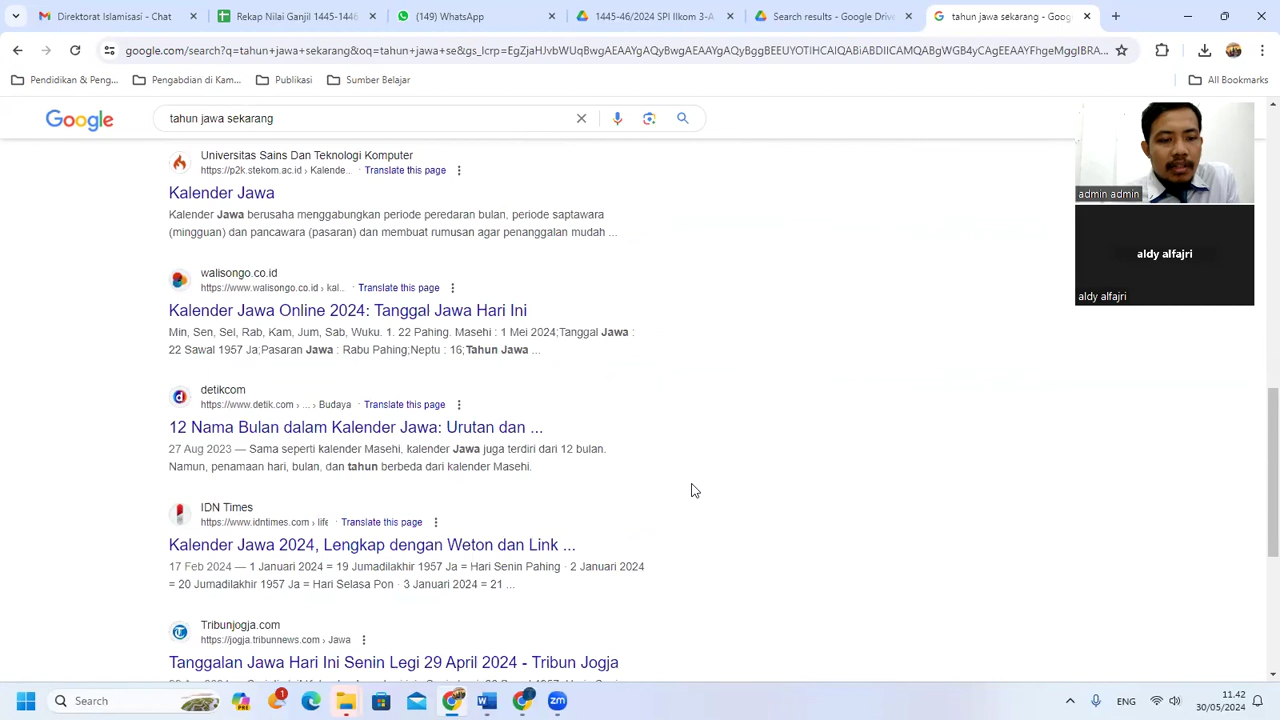 Direktorat Ilmisasi - Chat
Rekap Nilai Ganjil 1445-1446
(149) WhatsApp
1445-46/2024 SPI Ilkom 3-A
Search results - Google Drive
tahun jawa sekarang - Goog
google.com/search?q=tahun+jawa+sekarang&oq=tahun+jawa+se&gs_lcrp=EgZjaHJvbWUqBwgAEAAYgAQyBwgAEAAYgAQyBggBEEUYOTIHCAIQABiABDIICAMQABgWGB4yCAgEEAAYFhgeMggIBRA...
Pendidikan & Peng...
Pengabdian di Kam...
Publikasi
Sumber Belajar
All Bookmarks
Google
tahun jawa sekarang
Universitas Sains Dan Teknologi Komputer
https://p2k.stekom.ac.id › Kalende.. · Translate this page
Kalender Jawa
Kalender Jawa berusaha menggabungkan periode peredaran bulan, periode saptawara
(mingguan) dan pancawara (pasaran) dan membuat rumusan agar penanggalan mudah ...
walisongo.co.id
https://www.walisongo.co.id › kal.. · Translate this page
Kalender Jawa Online 2024: Tanggal Jawa Hari Ini
Min, Sen, Sel, Rab, Kam, Jum, Sab, Wuku. 1. 22 Pahing. Masehi : 1 Mei 2024;Tanggal Jawa :
22 Sawal 1957 Ja;Pasaran Jawa : Rabu Pahing;Neptu : 16;Tahun Jawa ...
detikcom
https://www.detik.com › ... › Budaya · Translate this page
12 Nama Bulan dalam Kalender Jawa: Urutan dan ...
27 Aug 2023 — Sama seperti kalender Masehi, kalender Jawa juga terdiri dari 12 bulan.
Namun, penamaan hari, bulan, dan tahun berbeda dari kalender Masehi.
IDN Times
https://www.idntimes.com › life · Translate this page
Kalender Jawa 2024, Lengkap dengan Weton dan Link ...
17 Feb 2024 — 1 Januari 2024 = 19 Jumadilakhir 1957 Ja = Hari Senin Pahing · 2 Januari 2024
= 20 Jumadilakhir 1957 Ja = Hari Selasa Pon · 3 Januari 2024 = 21 ...
Tribunjogja.com
https://jogja.tribunnews.com › Jawa
Tanggalan Jawa Hari Ini Senin Legi 29 April 2024 - Tribun Jogja
admin admin
aldy alfajri
aldy alfajri
Search
PRE
1
W
zm
ENG
11.42
30/05/2024